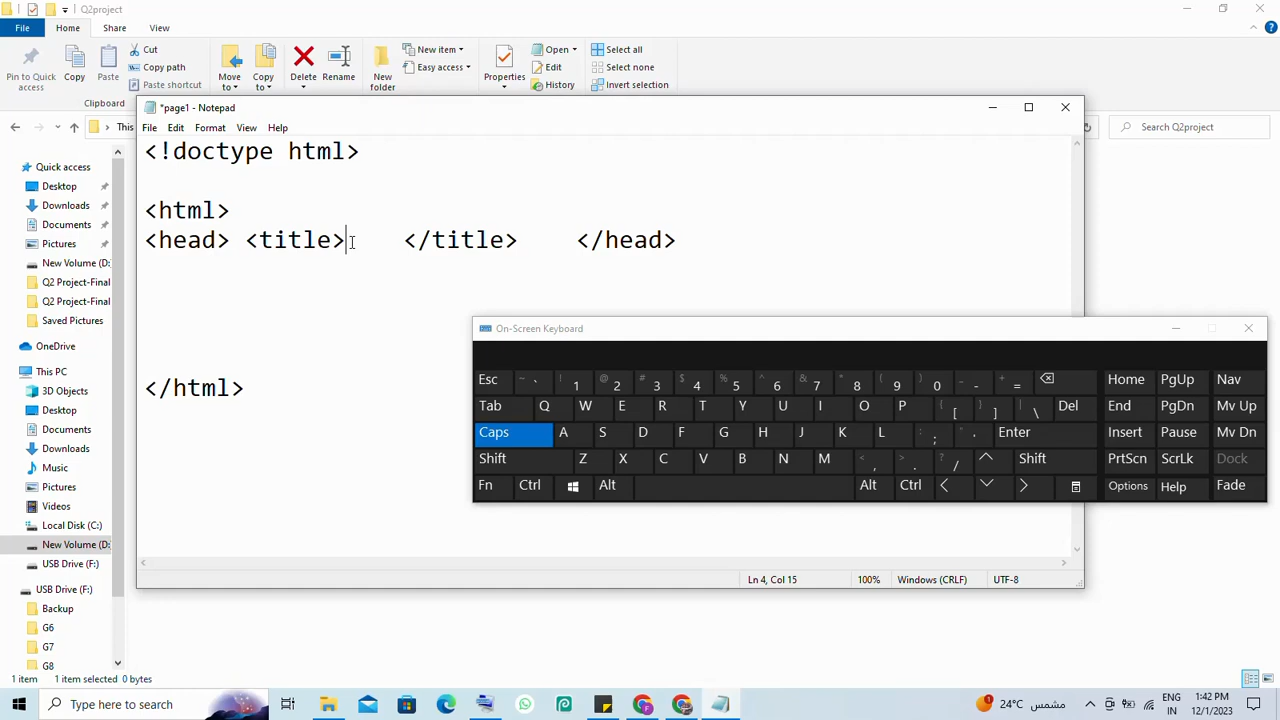 Q2project
File Home Share View
Pin to Quick access
Copy
Paste
Cut
Copy path
Paste shortcut
Clipboard
Move to
Copy to
Delete
Rename
New folder
New item
Easy access
Properties
Open
Edit
History
Select all
Select none
Invert selection
This
Search Q2project
*page1 - Notepad
File Edit Format View Help
<!doctype html>
<html>
<head> <title> </title> </head>
</html>
Ln 4, Col 15 100% Windows (CRLF) UTF-8
Quick access
Desktop
Downloads
Documents
Pictures
New Volume (D:
Q2 Project-Final
Q2 Project-Final
Saved Pictures
OneDrive
This PC
3D Objects
Desktop
Documents
Downloads
Music
Pictures
Videos
Local Disk (C:)
New Volume (D:
USB Drive (F:)
USB Drive (F:)
Backup
G6
G7
G8
1 item 1 item selected 0 bytes
On-Screen Keyboard
Esc ~ ` ! 1 @ 2 # 3 $ 4 % 5 ^ 6 & 7 * 8 ( 9 ) 0 _ - + = Home PgUp Nav
Tab Q W E R T Y U I O P { [ } ] | \ Del End PgDn Mv Up
Caps A S D F G H J K L : ; " ' Enter Insert Pause Mv Dn
Shift Z X C V B N M < , > . ? / Shift PrtScn ScrLk Dock
Fn Ctrl Alt Alt Ctrl Options Help Fade
Type here to search
24°C مشمس
ENG
IN
1:42 PM
12/1/2023